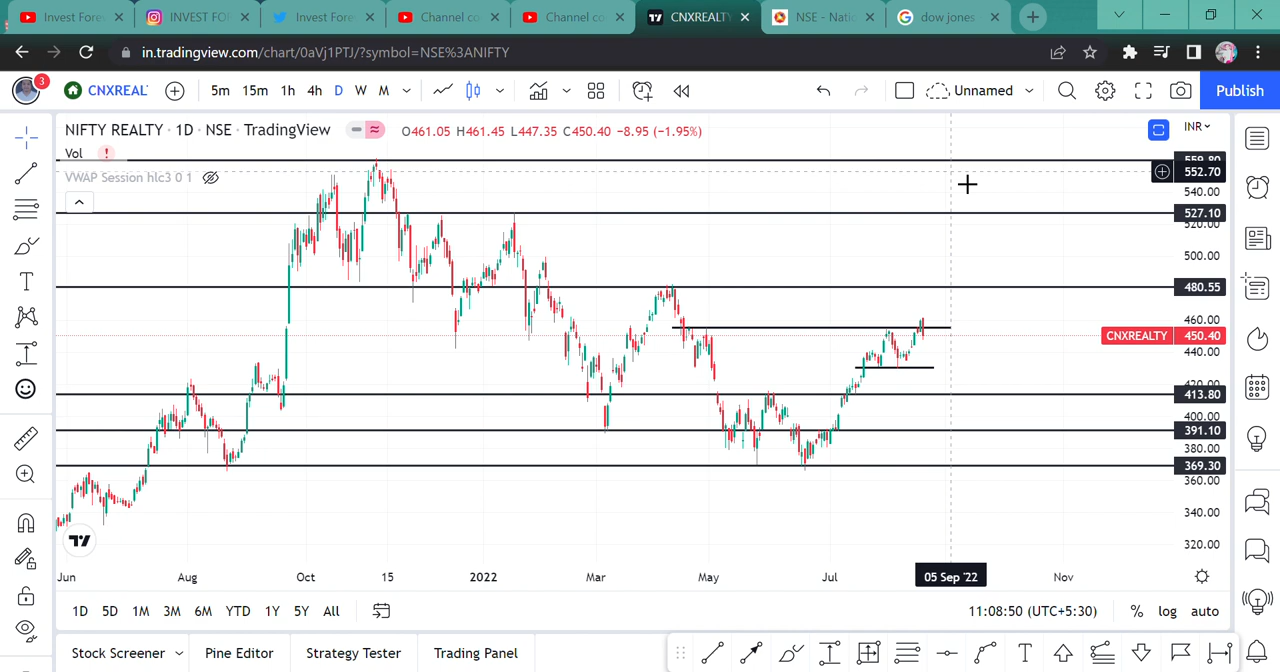 Invest Fore
INVEST FO
Invest Fore
Channel co
Channel co
CNXREALTY
NSE - Natio
dow jones
in.tradingview.com/chart/0aVj1PTJ/?symbol=NSE%3ANIFTY
3
CNXREAL
5m 15m 1h 4h D W M
Unnamed
Publish
NIFTY REALTY · 1D · NSE · TradingView
O461.05 H461.45 L447.35 C450.40 -8.95 (-1.95%)
INR
Vol
VWAP Session hlc3 0 1
559.80
552.70
540.00
527.10
520.00
500.00
480.55
460.00
CNXREALTY 450.40
440.00
420.00
413.80
400.00
391.10
380.00
369.30
360.00
340.00
320.00
Jun Aug Oct 15 2022 Mar May Jul 05 Sep '22 Nov
1D 5D 1M 3M 6M YTD 1Y 5Y All
11:08:50 (UTC+5:30)
% log auto
Stock Screener
Pine Editor
Strategy Tester
Trading Panel